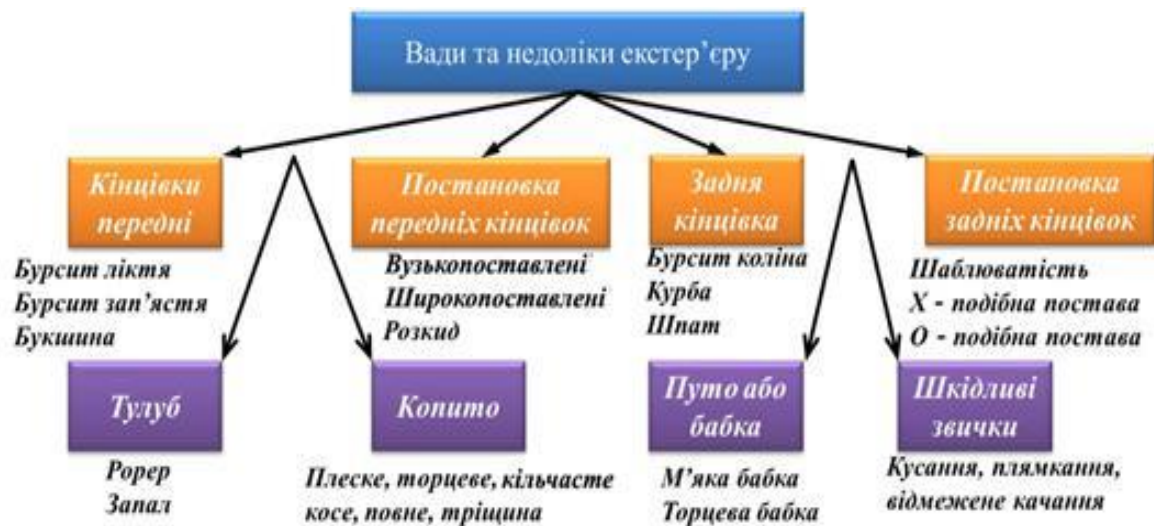 Вади та недоліки екстер’єру
Кінцівки
передні
Бурсит ліктя
Бурсит зап’ястя
Букшина
Постановка
передніх кінцівок
Вузькопоставлені
Широкопоставлені
Розкид
Задня
кінцівка
Бурсит коліна
Курба
Шпат
Постановка
задніх кінцівок
Шаблюватість
Х - подібна постава
О - подібна постава
Тулуб
Рорер
Запал
Копито
Плеске, торцеве, кільчасте
косе, повне, тріщина
Путо або
бабка
М’яка бабка
Торцева бабка
Шкідливі
звички
Кусання, плямкання,
відмежене качання